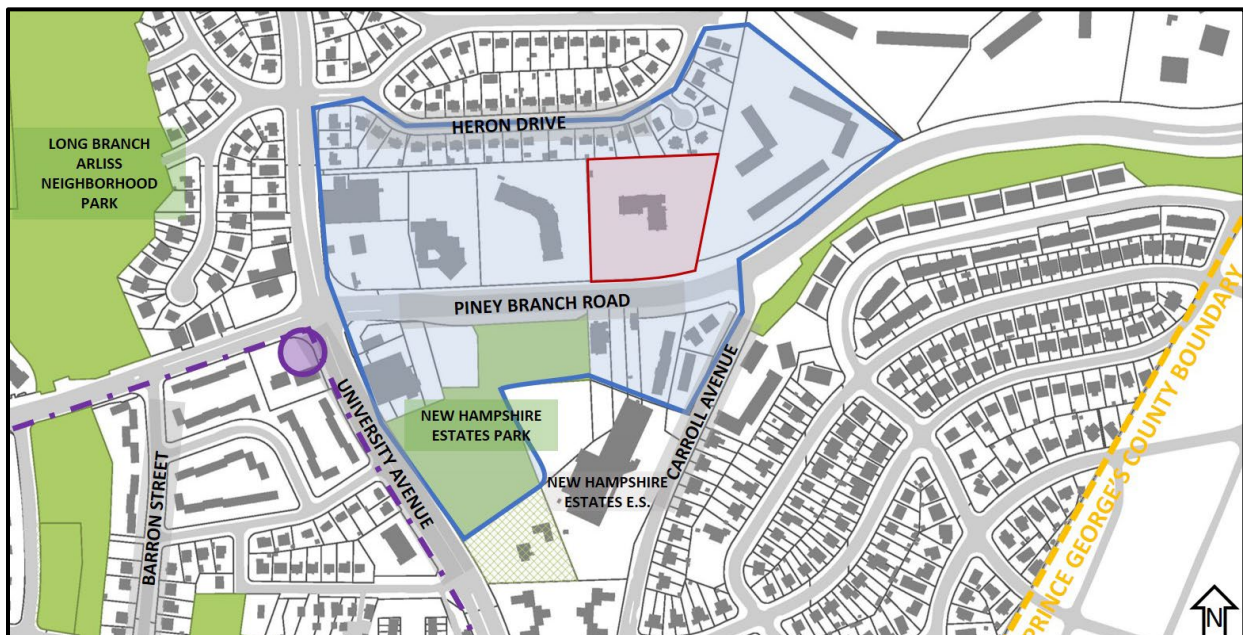 HERON DRIVE
LONG BRANCH
ARLISS
NEIGHBORHOOD
PARK
PINEY BRANCH ROAD
UNIVERSITY AVENUE
NEW HAMPSHIRE
ESTATES PARK
CARROLL AVENUE
NEW HAMPSHIRE
ESTATES E.S.
BARRON STREET
PRINCE GEORGE'S COUNTY BOUNDARY
N